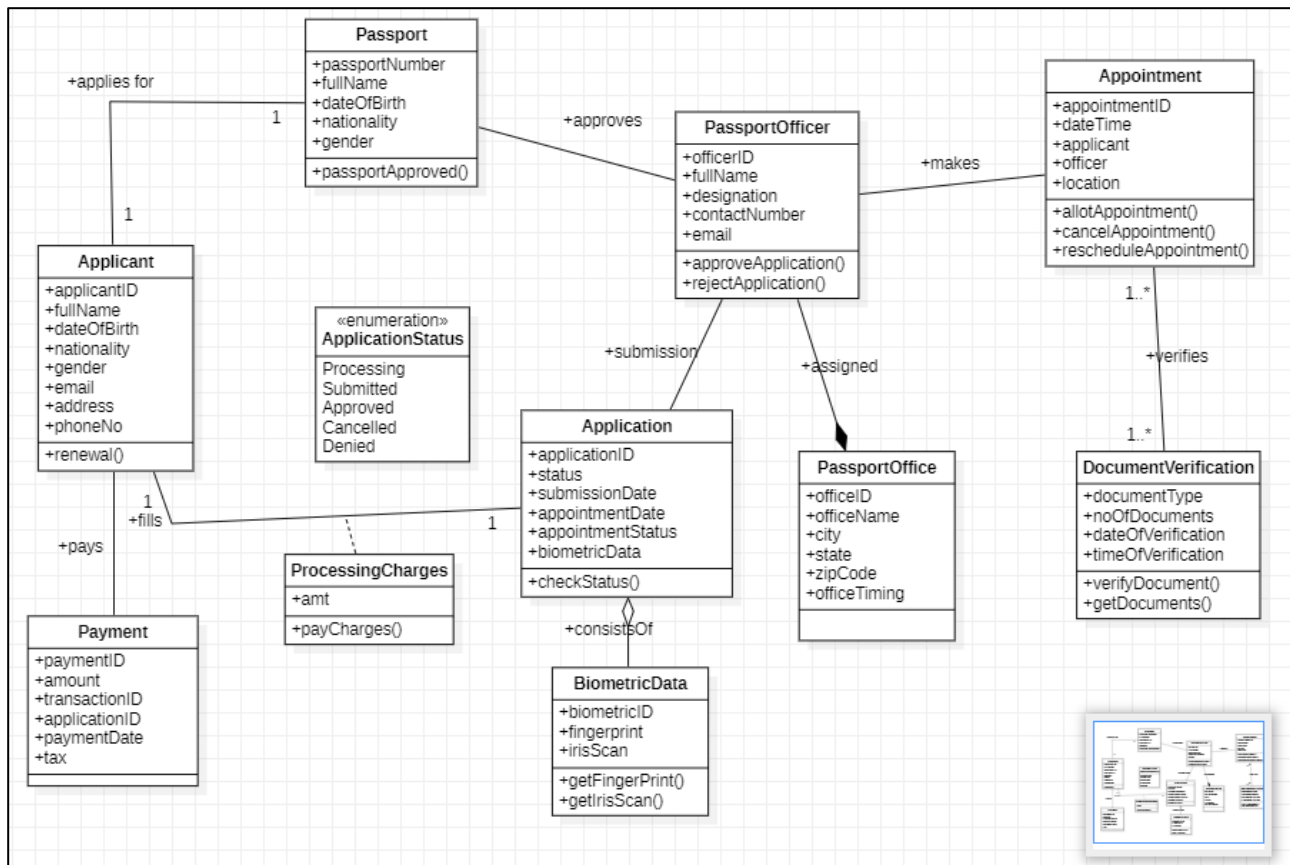 Passport
+passportNumber
+fullName
+dateOfBirth
+nationality
+gender
+passportApproved()
+applies for
1
1
+approves
PassportOfficer
+officerID
+fullName
+designation
+contactNumber
+email
+approveApplication()
+rejectApplication()
+makes
Appointment
+appointmentID
+dateTime
+applicant
+officer
+location
+allotAppointment()
+cancelAppointment()
+rescheduleAppointment()
Applicant
+applicantID
+fullName
+dateOfBirth
+nationality
+gender
+email
+address
+phoneNo
+renewal()
«enumeration»
ApplicationStatus
Processing
Submitted
Approved
Cancelled
Denied
+submission
+assigned
1..*
+verifies
1..*
Application
+applicationID
+status
+submissionDate
+appointmentDate
+appointmentStatus
+biometricData
+checkStatus()
PassportOffice
+officeID
+officeName
+city
+state
+zipCode
+officeTiming
DocumentVerification
+documentType
+noOfDocuments
+dateOfVerification
+timeOfVerification
+verifyDocument()
+getDocuments()
1
+fills
1
+pays
ProcessingCharges
+amt
+payCharges()
+consistsOf
Payment
+paymentID
+amount
+transactionID
+applicationID
+paymentDate
+tax
BiometricData
+biometricID
+fingerprint
+irisScan
+getFingerPrint()
+getIrisScan()